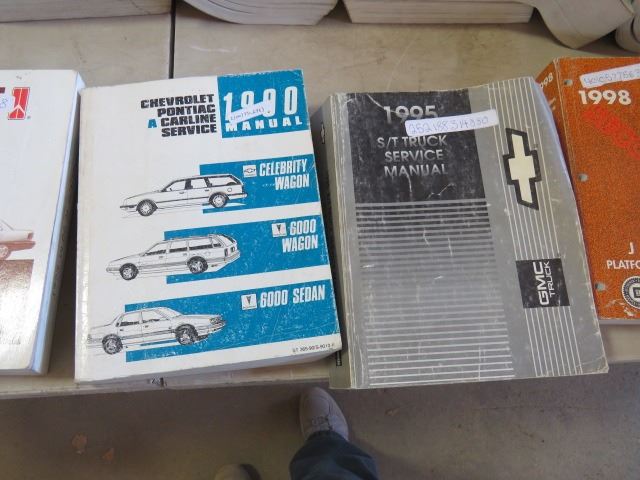 CHEVROLET
PONTIAC
A CARLINE
SERVICE
1990
MANUAL
CELEBRITY
WAGON
6000
WAGON
6000 SEDAN
1995
282188314330
S/T TRUCK
SERVICE
MANUAL
GMC
TRUCK
1998
J
PLATFO